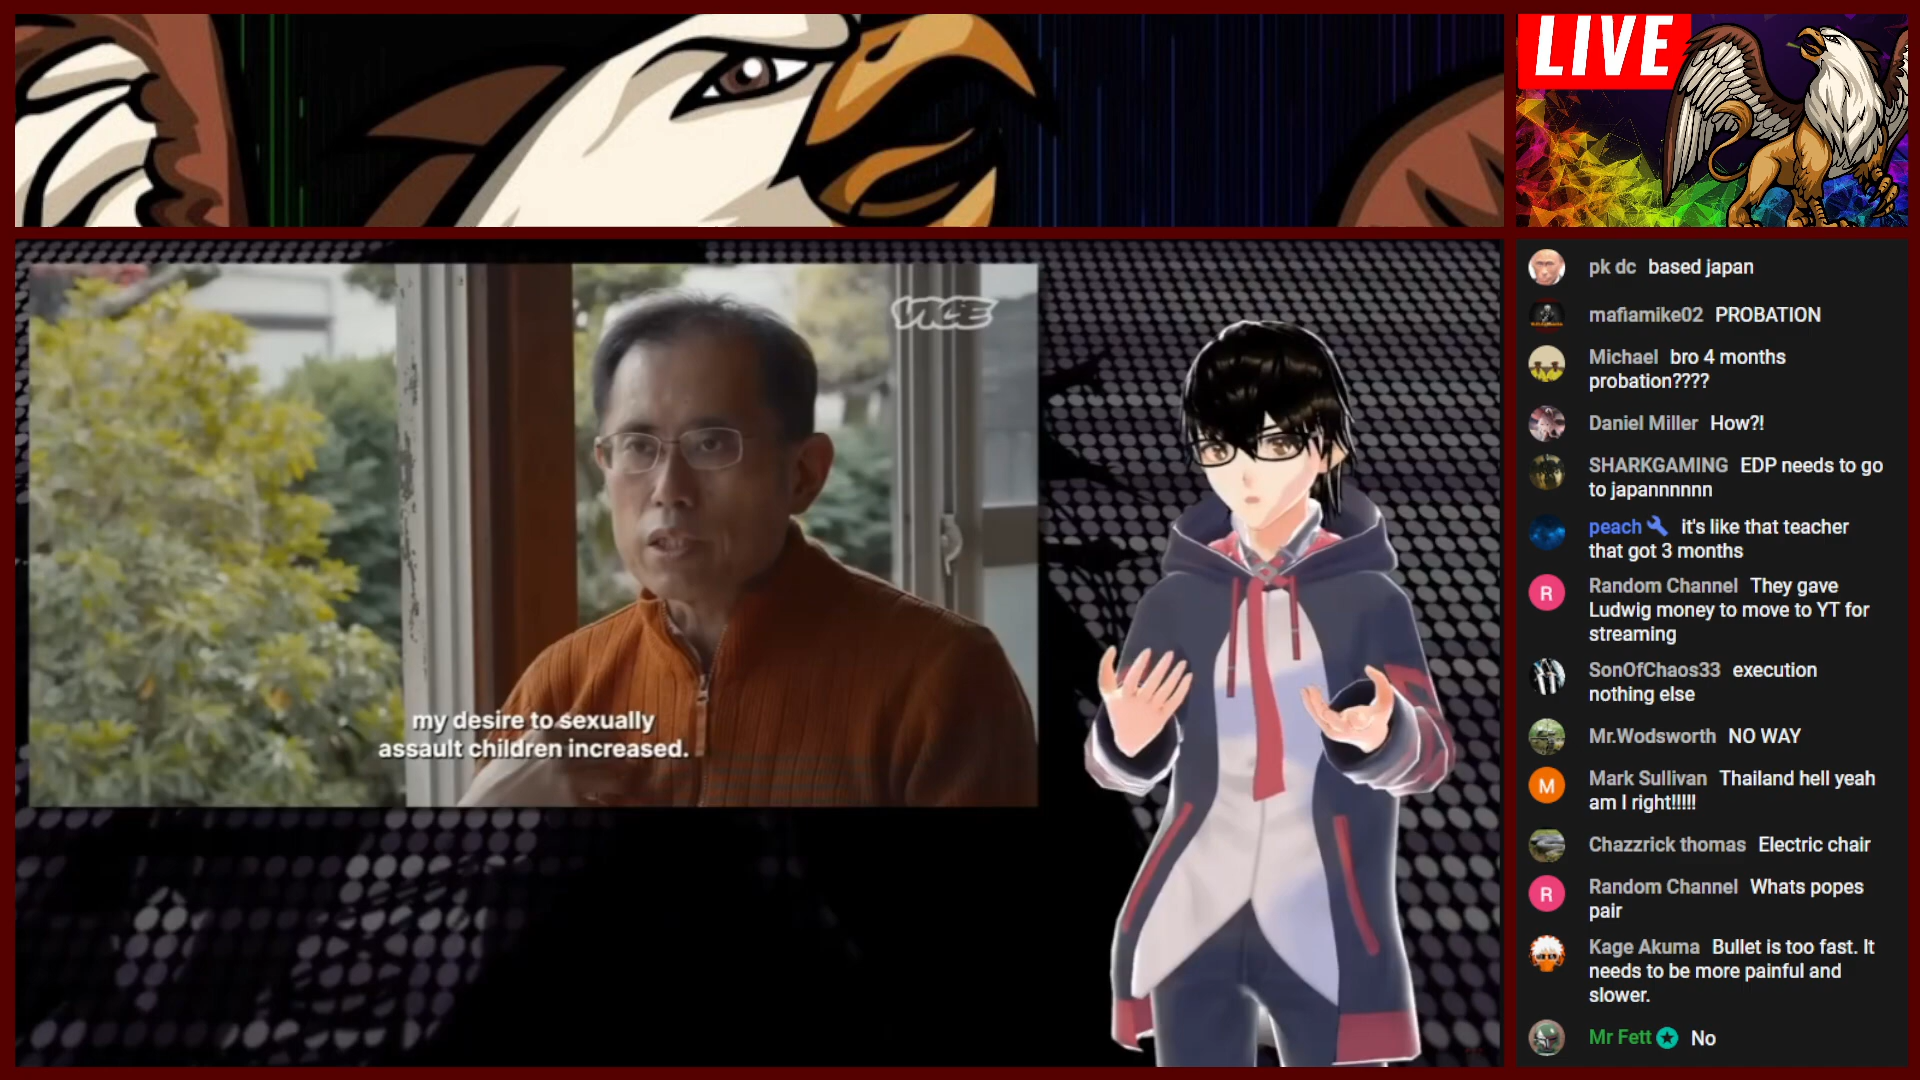 LIVE
VICE
my desire to sexually
assault children increased.
pk dc based japan
mafiamike02 PROBATION
Michael bro 4 months
probation????
Daniel Miller How?!
SHARKGAMING EDP needs to go
to japannnnnn
peach it's like that teacher
that got 3 months
R
Random Channel They gave
Ludwig money to move to YT for
streaming
SonOfChaos33 execution
nothing else
Mr.Wodsworth NO WAY
M
Mark Sullivan Thailand hell yeah
am I right!!!!!
Chazzrick thomas Electric chair
R
Random Channel Whats popes
pair
Kage Akuma Bullet is too fast. It
needs to be more painful and
slower.
Mr Fett No